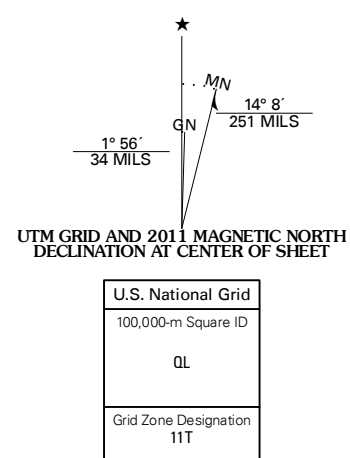 ★
MN
GN
14° 8´
251 MILS
1° 56´
34 MILS
UTM GRID AND 2011 MAGNETIC NORTH
DECLINATION AT CENTER OF SHEET
U.S. National Grid
100,000-m Square ID
QL
Grid Zone Designation
11T